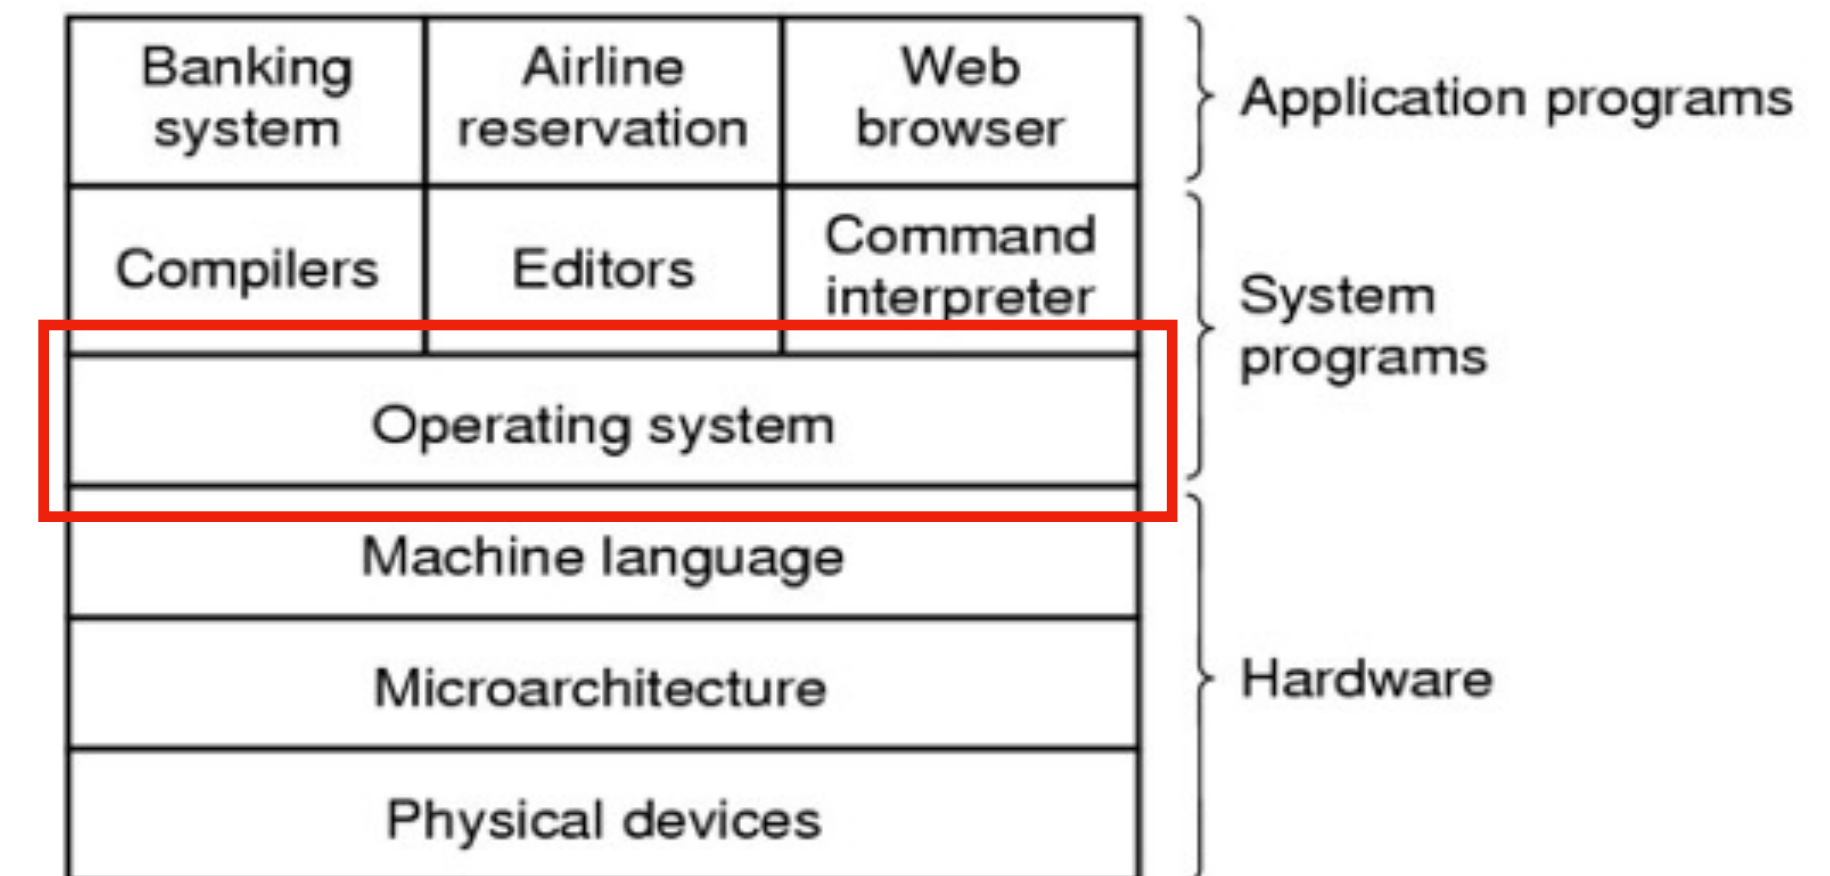 Banking
system
Airline
reservation
Web
browser
Application programs
Compilers
Editors
Command
interpreter
System
programs
Operating system
Machine language
Microarchitecture
Hardware
Physical devices